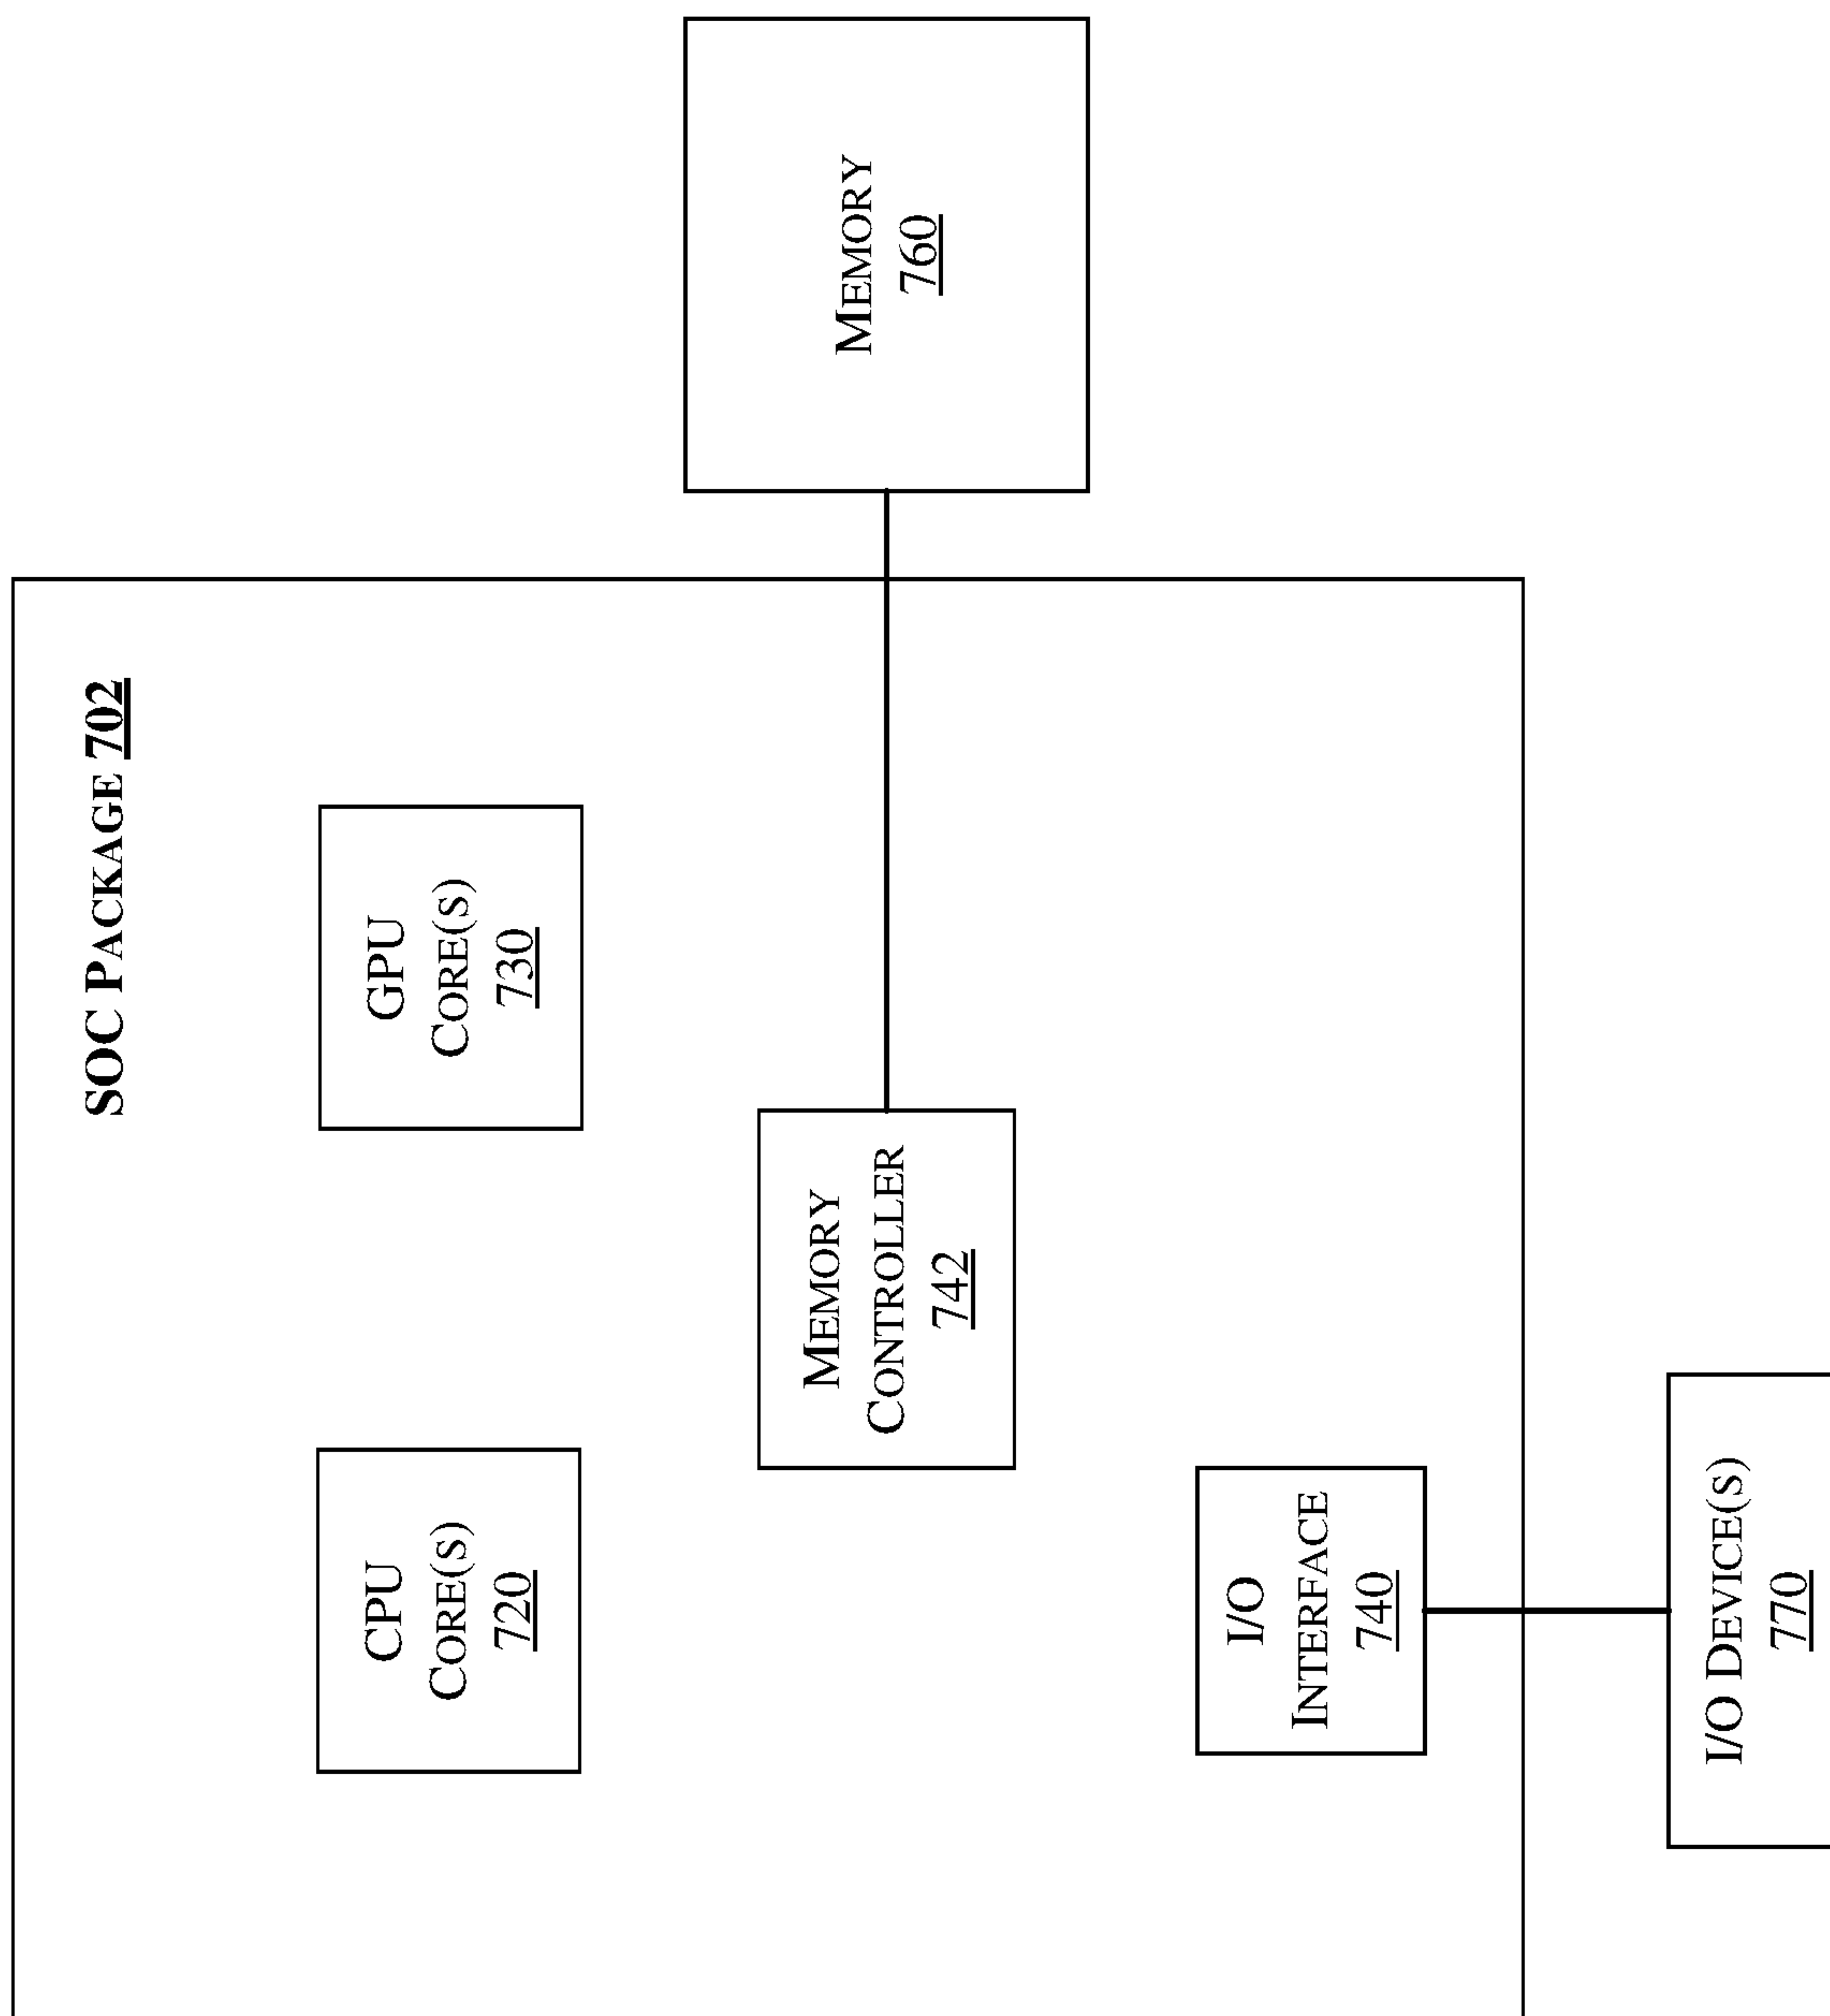 SOC PACKAGE 702
CPU
CORE(S)
720
GPU
CORE(S)
730
MEMORY
CONTROLLER
742
MEMORY
760
I/O
INTERFACE
740
I/O DEVICE(S)
770